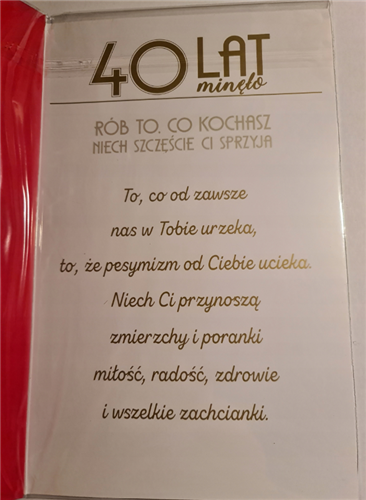 40 LAT
minęło
RÓB TO, CO KOCHASZ
NIECH SZCZĘŚCIE CI SPRZYJA
To, co od zawsze
nas w Tobie urzeka,
to, że pesymizm od Ciebie ucieka.
Niech Ci przynoszą
zmierzchy i poranki
miłość, radość, zdrowie
i wszelkie zachcianki.